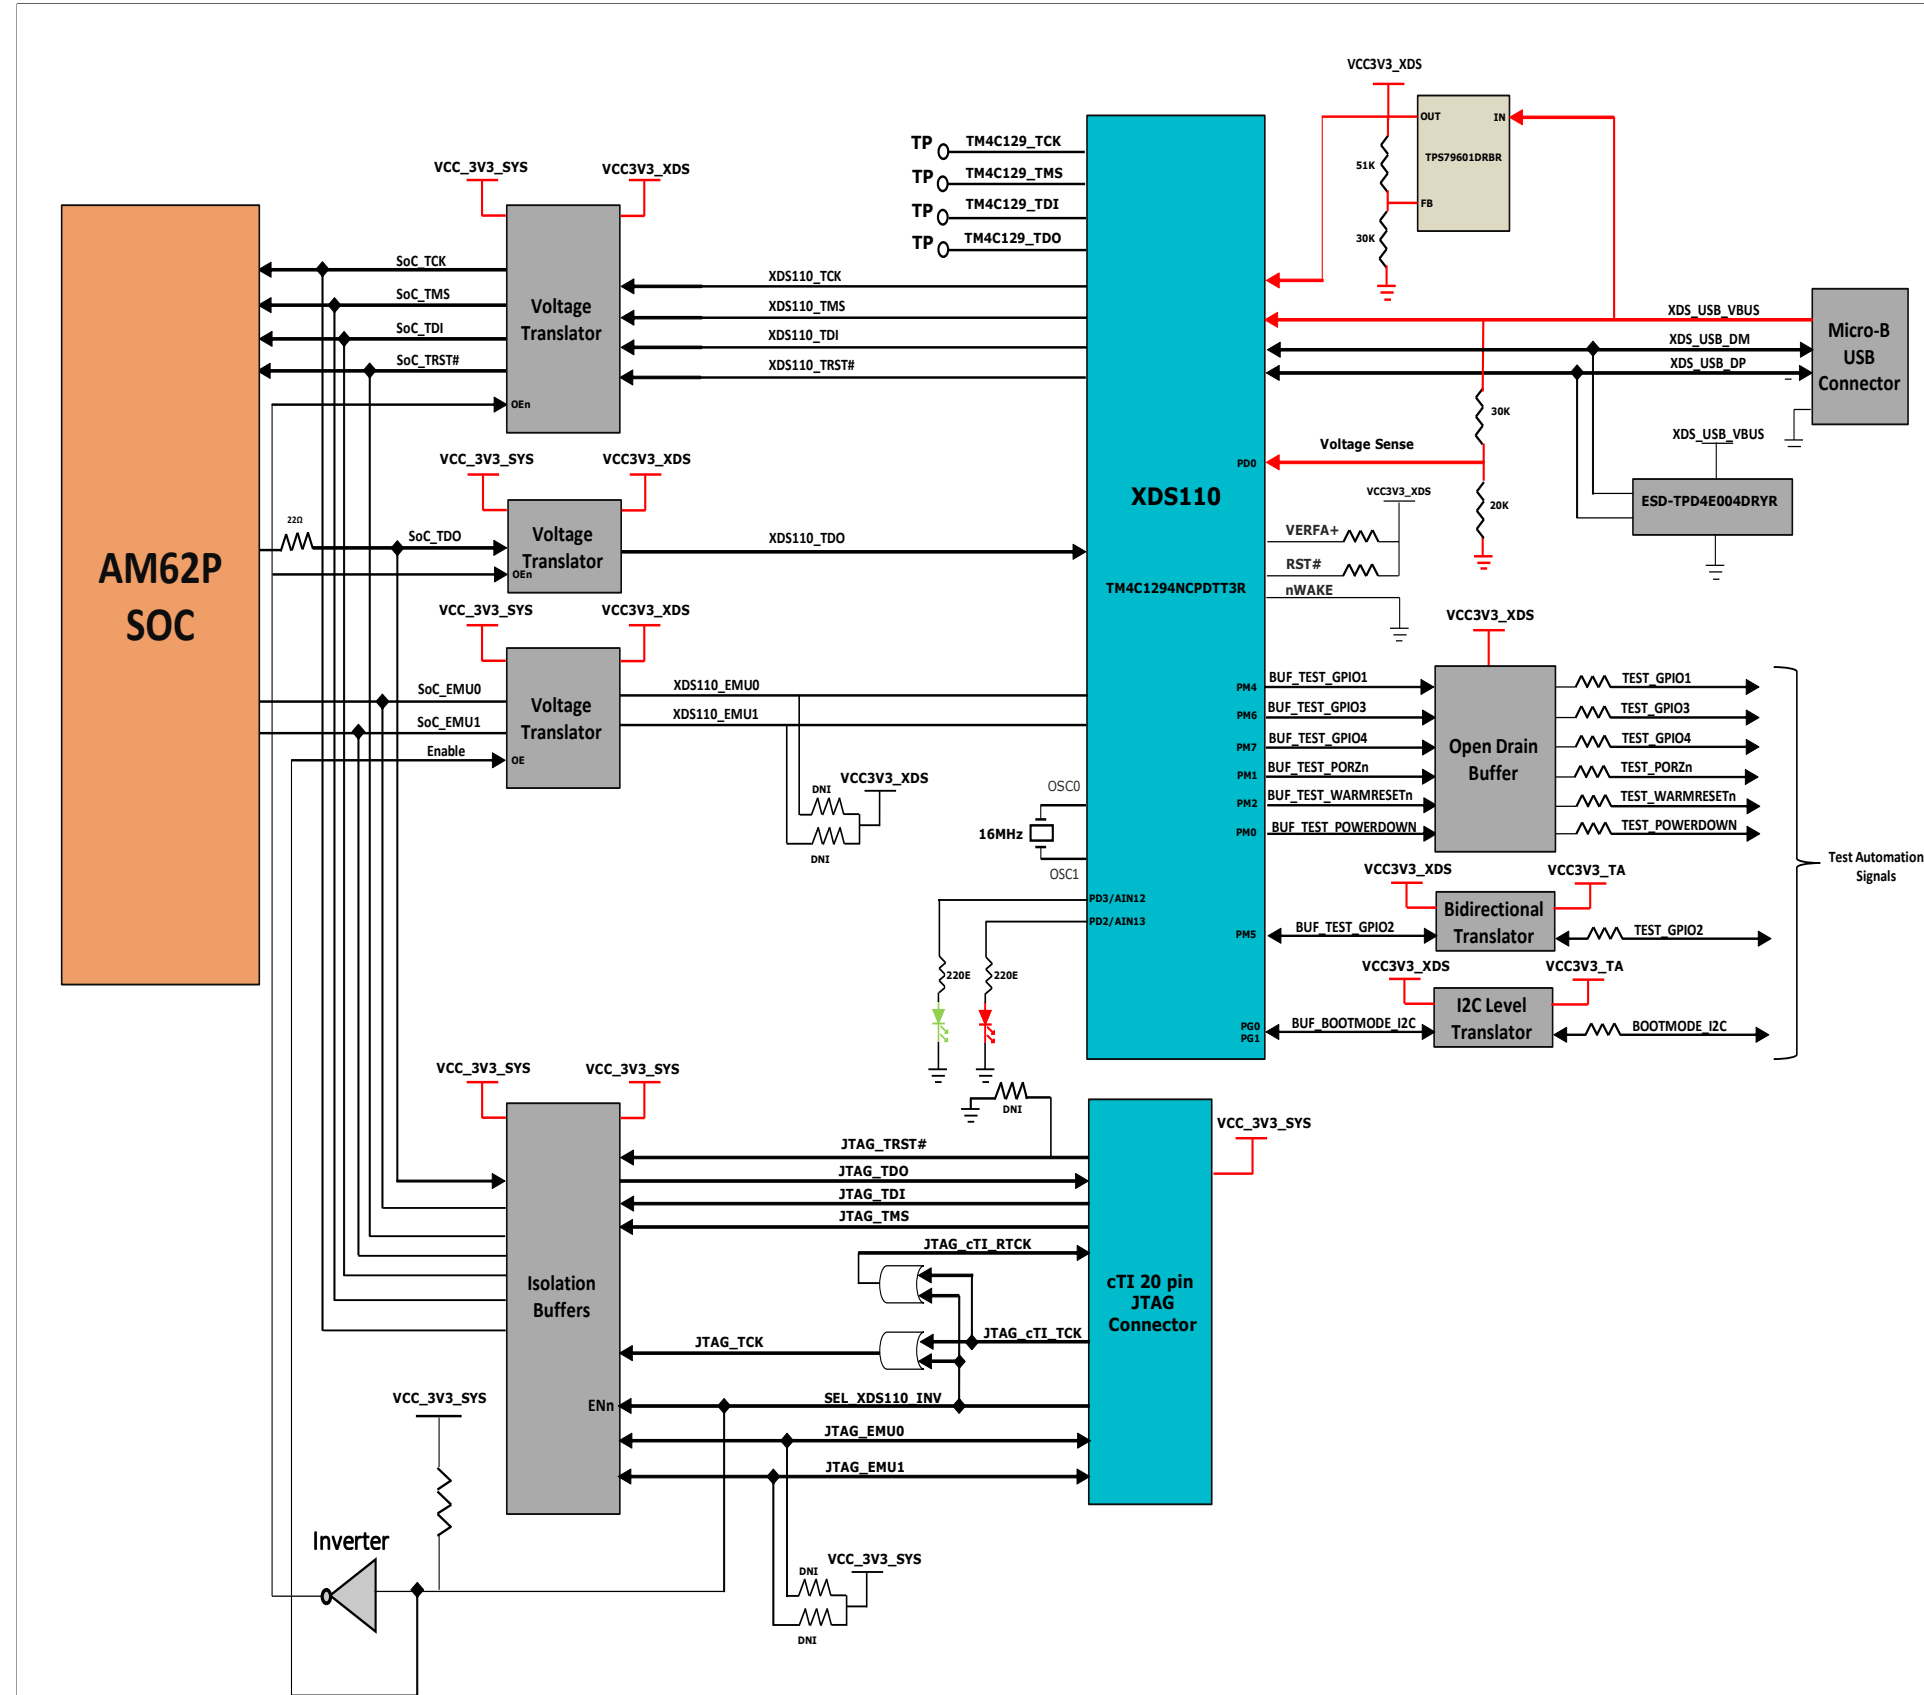 VCC3V3_XDS
OUT
IN
TPS79601DRBR
51K
FB
30K
TP
TM4C129_TCK
TP
TM4C129_TMS
TP
TM4C129_TDI
TP
TM4C129_TDO
VCC_3V3_SYS
VCC3V3_XDS
SoC_TCK
SoC_TMS
SoC_TDI
SoC_TRST#
OEn
Voltage
Translator
XDS110_TCK
XDS110_TMS
XDS110_TDI
XDS110_TRST#
XDS_USB_VBUS
XDS_USB_DM
XDS_USB_DP
Micro-B
USB
Connector
30K
Voltage Sense
PD0
20K
XDS_USB_VBUS
ESD-TPD4E004DRYR
XDS110
TM4C1294NCPDTT3R
VCC3V3_XDS
VERFA+
RST#
nWAKE
AM62P
SOC
VCC_3V3_SYS
VCC3V3_XDS
22Ω
SoC_TDO
OEn
Voltage
Translator
XDS110_TDO
VCC_3V3_SYS
VCC3V3_XDS
SoC_EMU0
SoC_EMU1
Enable
OE
Voltage
Translator
XDS110_EMU0
XDS110_EMU1
DNI
DNI
VCC3V3_XDS
OSC0
16MHz
OSC1
PD3/AIN12
PD2/AIN13
220E
220E
VCC3V3_XDS
PM4
BUF_TEST_GPIO1
TEST_GPIO1
PM6
BUF_TEST_GPIO3
TEST_GPIO3
PM7
BUF_TEST_GPIO4
TEST_GPIO4
PM1
BUF_TEST_PORZn
TEST_PORZn
PM2
BUF_TEST_WARMRESETn
TEST_WARMRESETn
PM0
BUF_TEST_POWERDOWN
TEST_POWERDOWN
Open Drain
Buffer
Test Automation
Signals
VCC3V3_XDS
VCC3V3_TA
PM5
BUF_TEST_GPIO2
Bidirectional
Translator
TEST_GPIO2
VCC3V3_XDS
VCC3V3_TA
PG0
PG1
BUF_BOOTMODE_I2C
I2C Level
Translator
BOOTMODE_I2C
VCC_3V3_SYS
VCC_3V3_SYS
DNI
VCC_3V3_SYS
JTAG_TRST#
JTAG_TDO
JTAG_TDI
JTAG_TMS
JTAG_cTI_RTCK
JTAG_cTI_TCK
JTAG_TCK
SEL_XDS110_INV
JTAG_EMU0
JTAG_EMU1
Isolation
Buffers
ENn
cTI 20 pin
JTAG
Connector
VCC_3V3_SYS
Inverter
DNI
DNI
VCC_3V3_SYS